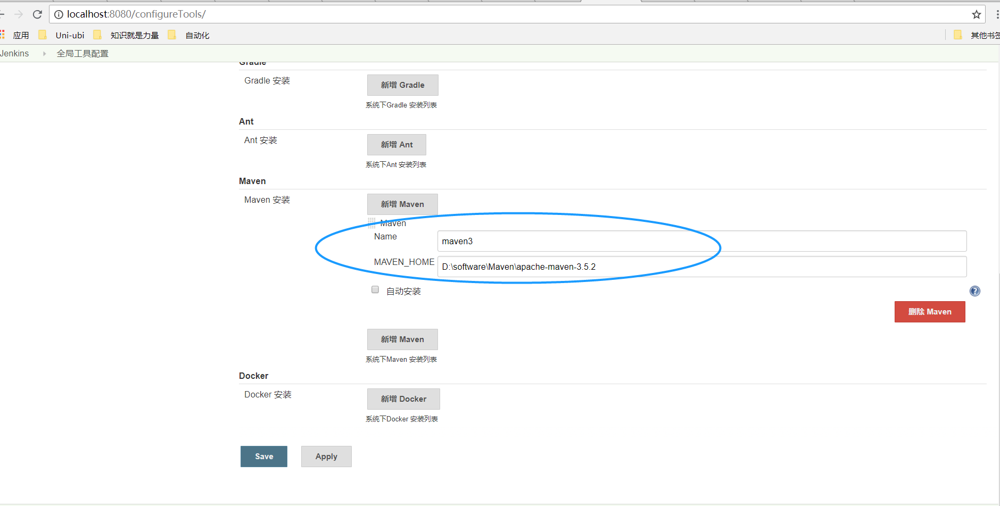 localhost:8080/configureTools/
应用 Uni-ubi 知识就是力量 自动化 其他书签
Jenkins 全局工具配置
Gradle
Gradle 安装 新增 Gradle
系统下Gradle 安装列表
Ant
Ant 安装 新增 Ant
系统下Ant 安装列表
Maven
Maven 安装 新增 Maven
Maven
Name maven3
MAVEN_HOME D:\software\Maven\apache-maven-3.5.2
自动安装
删除 Maven
新增 Maven
系统下Maven 安装列表
Docker
Docker 安装 新增 Docker
系统下Docker 安装列表
Save Apply